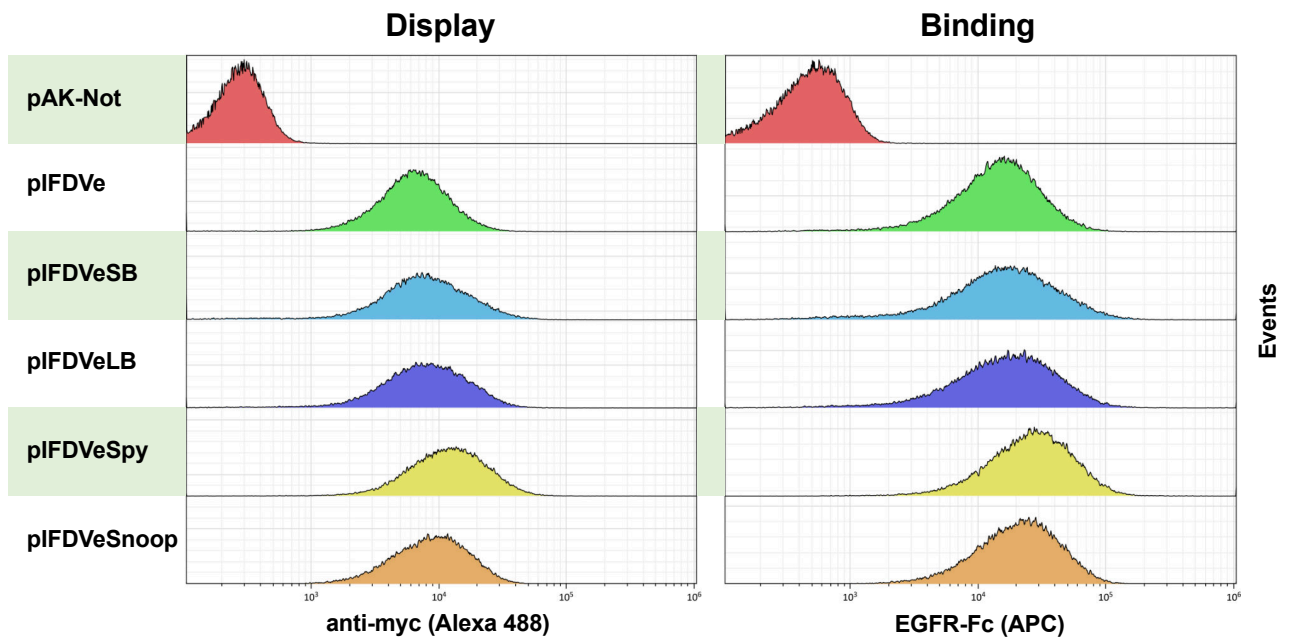 Display Binding
pAK-Not
pIFDVe
pIFDVeSB
pIFDVeLB
pIFDVeSpy
pIFDVeSnoop
Events
10³ 10⁴ 10⁵ 10⁶ 10³ 10⁴ 10⁵ 10⁶
anti-myc (Alexa 488) EGFR-Fc (APC)